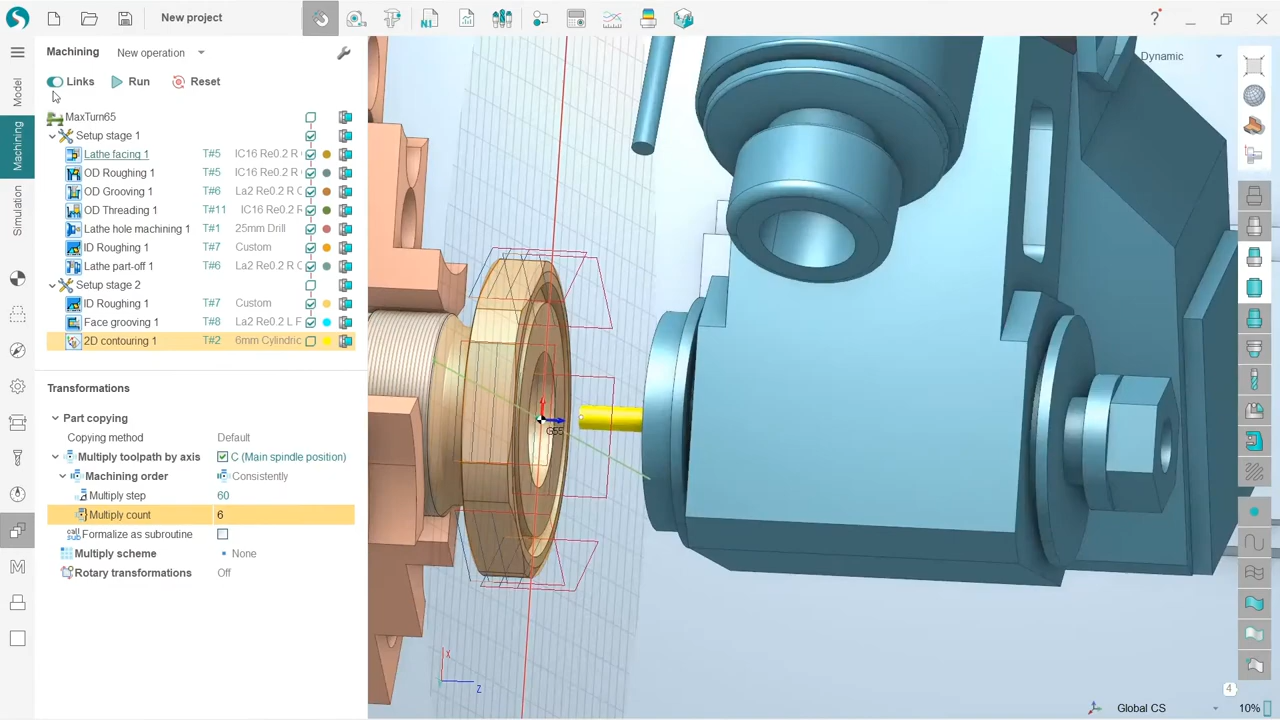 New project
N.1
?
Machining
New operation
Links
Run
Reset
Dynamic
Model
Machining
Simulation
MaxTurn65
Setup stage 1
Lathe facing 1 T#5 IC16 Re0.2 R
OD Roughing 1 T#5 IC16 Re0.2 R
OD Grooving 1 T#6 La2 Re0.2 R
OD Threading 1 T#11 IC16 Re0.2 R
Lathe hole machining 1 T#1 25mm Drill
ID Roughing 1 T#7 Custom
Lathe part-off 1 T#6 La2 Re0.2 R
Setup stage 2
ID Roughing 1 T#7 Custom
Face grooving 1 T#8 La2 Re0.2 L F
2D contouring 1 T#2 6mm Cylindric
Transformations
Part copying
Copying method Default
Multiply toolpath by axis C (Main spindle position)
Machining order Consistently
Multiply step 60
Multiply count 6
Formalize as subroutine
Multiply scheme None
Rotary transformations Off
G55
X
Z
4
Global CS
10%